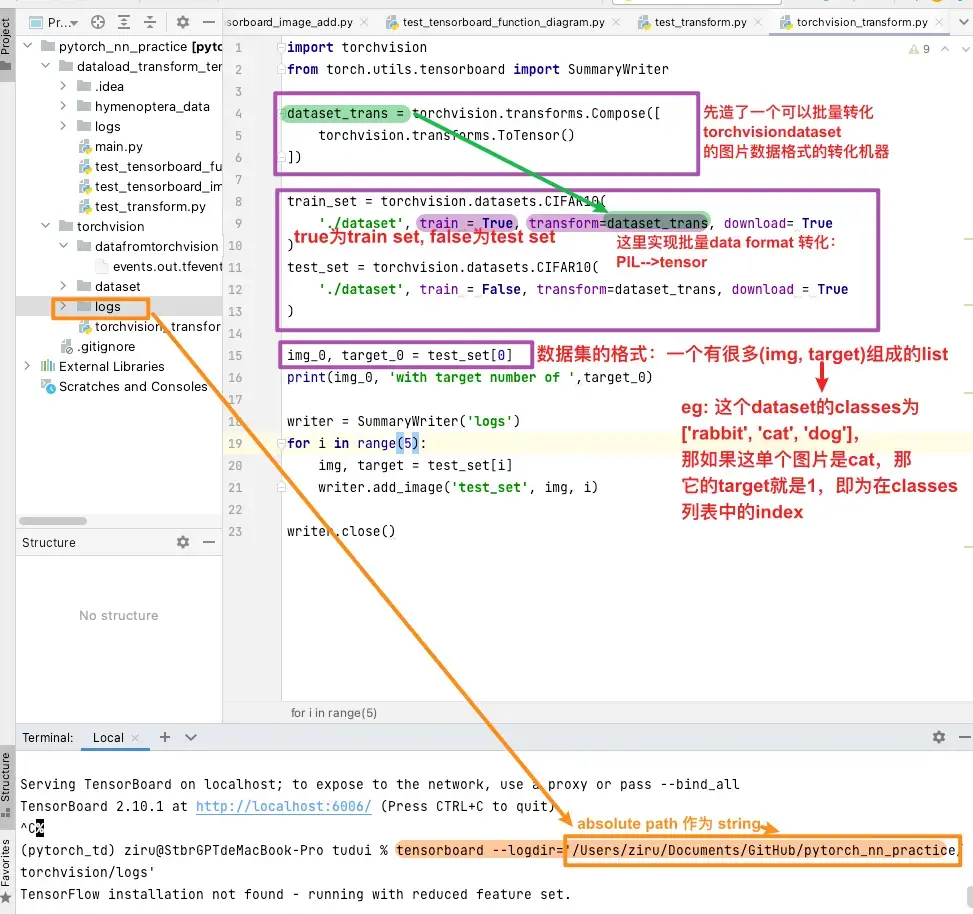 Project
Pr...
sorboard_image_add.py
test_tensorboard_function_diagram.py
test_transform.py
torchvision_transform.py
pytorch_nn_practice [pyto
dataload_transform_ter
.idea
hymenoptera_data
logs
main.py
test_tensorboard_fu
test_tensorboard_im
test_transform.py
torchvision
datafromtorchvision
events.out.tfevent
dataset
logs
torchvision_transfor
.gitignore
External Libraries
Scratches and Consoles
Structure
No structure
9
1 import torchvision
2 from torch.utils.tensorboard import SummaryWriter
3
4 dataset_trans = torchvision.transforms.Compose([
5 torchvision.transforms.ToTensor()
6 ])
7
先造了一个可以批量转化
torchvisiondataset
的图片数据格式的转化机器
8 train_set = torchvision.datasets.CIFAR10(
9 './dataset', train = True, transform=dataset_trans, download= True
10 )
true为train set, false为test set
这里实现批量data format 转化:
PIL-->tensor
11 test_set = torchvision.datasets.CIFAR10(
12 './dataset', train = False, transform=dataset_trans, download = True
13 )
14
15 img_0, target_0 = test_set[0]
数据集的格式：一个有很多(img, target)组成的list
16 print(img_0, 'with target number of ',target_0)
17
eg: 这个dataset的classes为
['rabbit', 'cat', 'dog'],
那如果这单个图片是cat，那
它的target就是1，即为在classes
列表中的index
18 writer = SummaryWriter('logs')
19 for i in range(5):
20 img, target = test_set[i]
21 writer.add_image('test_set', img, i)
22
23 writer.close()
for i in range(5)
Terminal: Local
Structure
Favorites
Serving TensorBoard on localhost; to expose to the network, use a proxy or pass --bind_all
TensorBoard 2.10.1 at http://localhost:6006/ (Press CTRL+C to quit)
^C%
absolute path 作为 string
(pytorch_td) ziru@StbrGPTdeMacBook-Pro tudui % tensorboard --logdir='/Users/ziru/Documents/GitHub/pytorch_nn_practice/
torchvision/logs'
TensorFlow installation not found - running with reduced feature set.